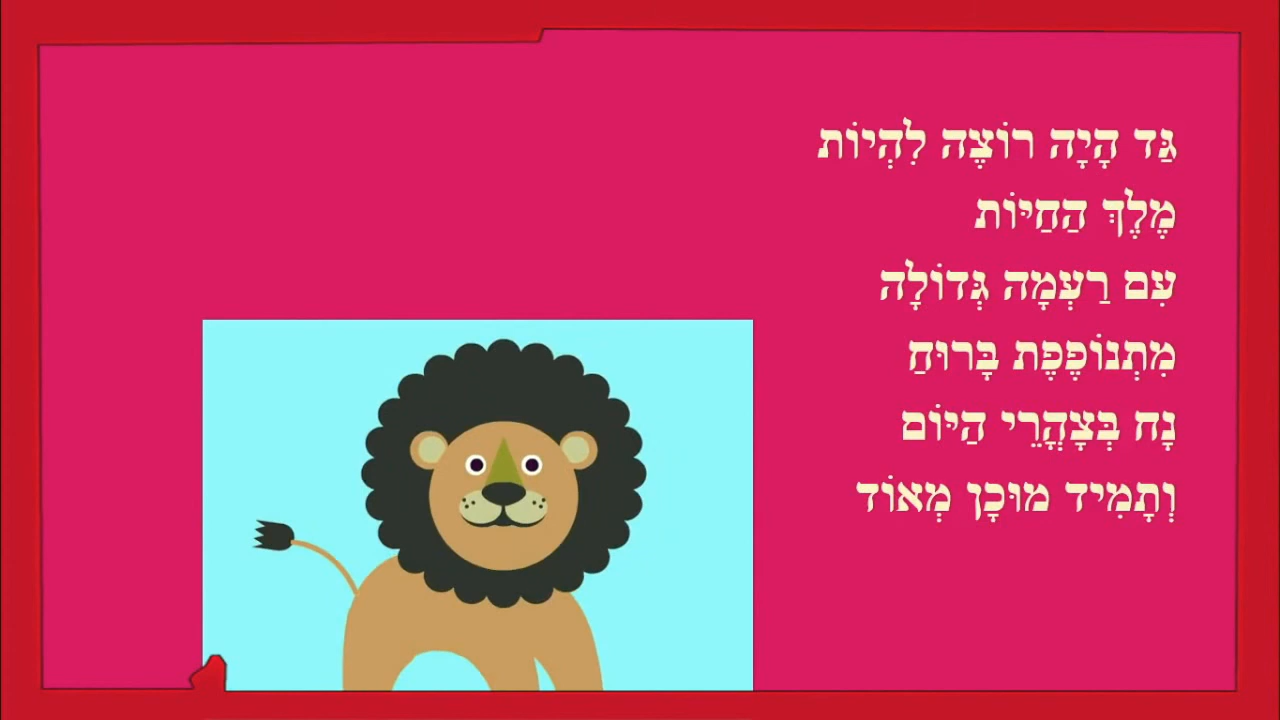 גַּד הָיָה רוֹצֶה לִהְיוֹת
מֶלֶךְ הַחַיּוֹת
עִם רַעְמָה גְּדוֹלָה
מִתְנוֹפֶפֶת בָּרוּחַ
נָח בְּצָהֳרֵי הַיּוֹם
וְתָמִיד מוּכָן מְאוֹד